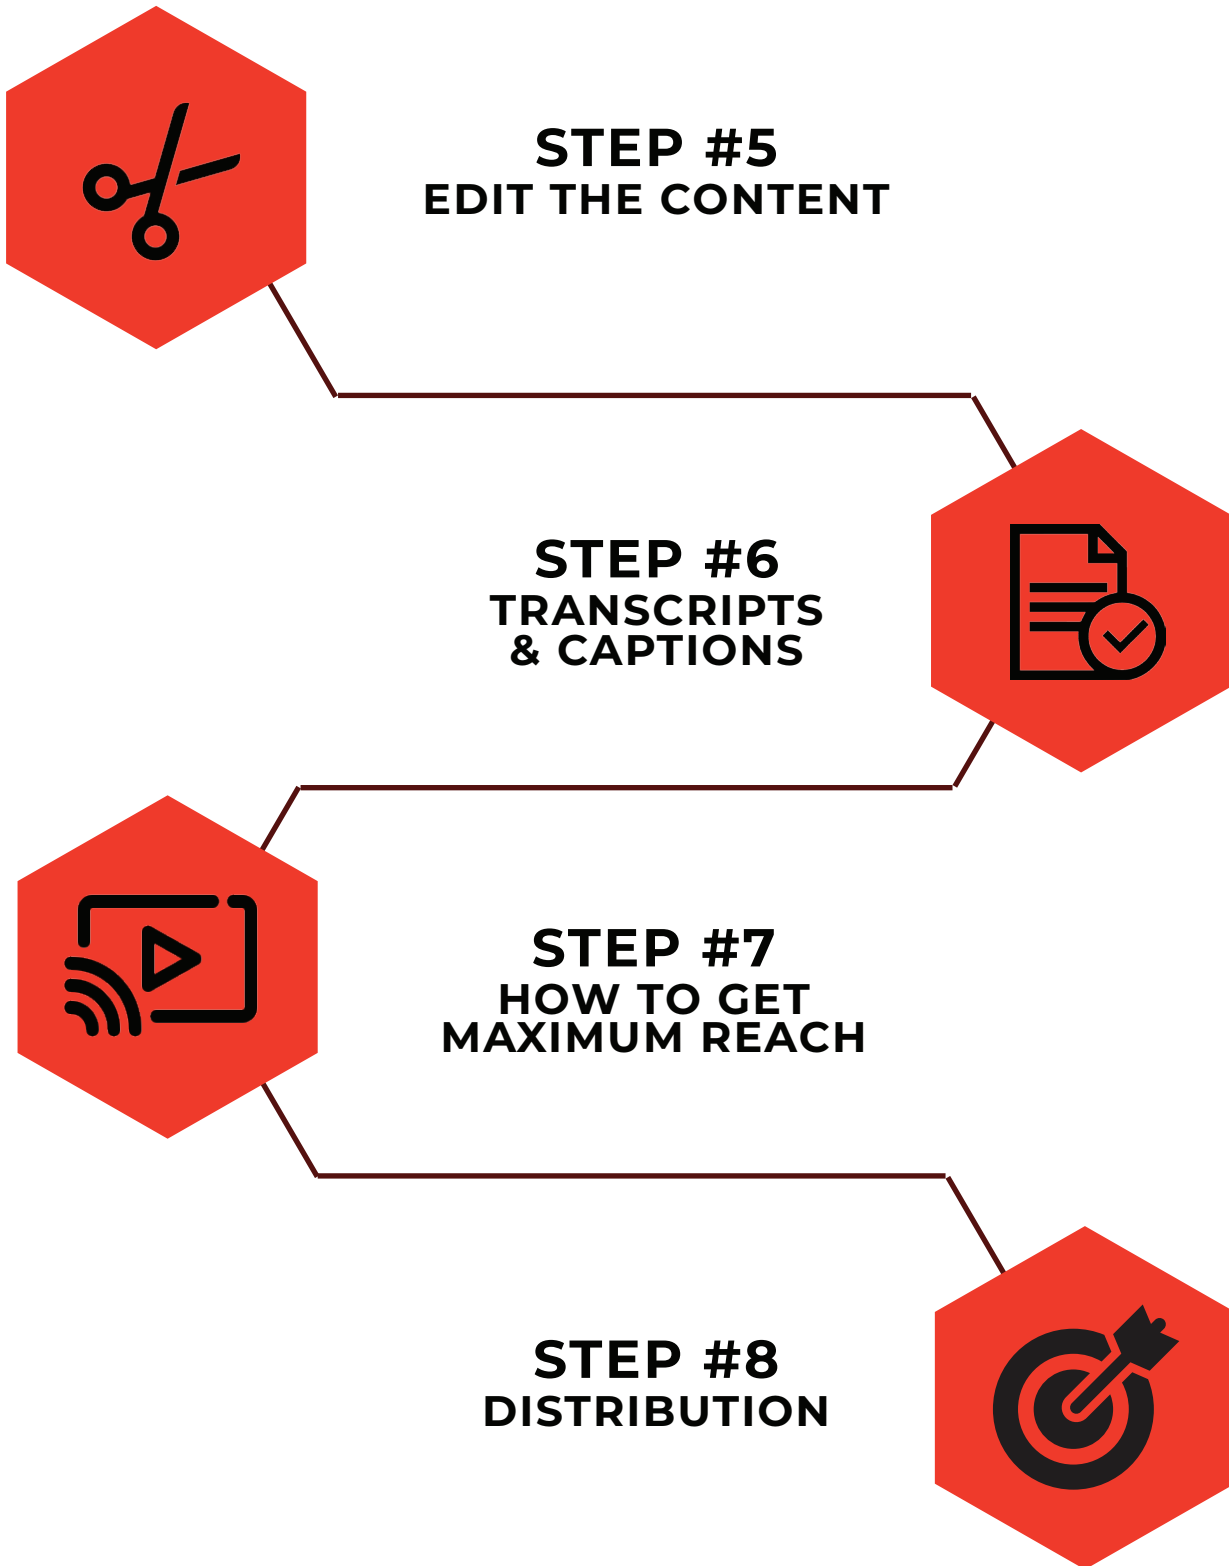 STEP #5
EDIT THE CONTENT
STEP #6
TRANSCRIPTS
& CAPTIONS
STEP #7
HOW TO GET
MAXIMUM REACH
STEP #8
DISTRIBUTION